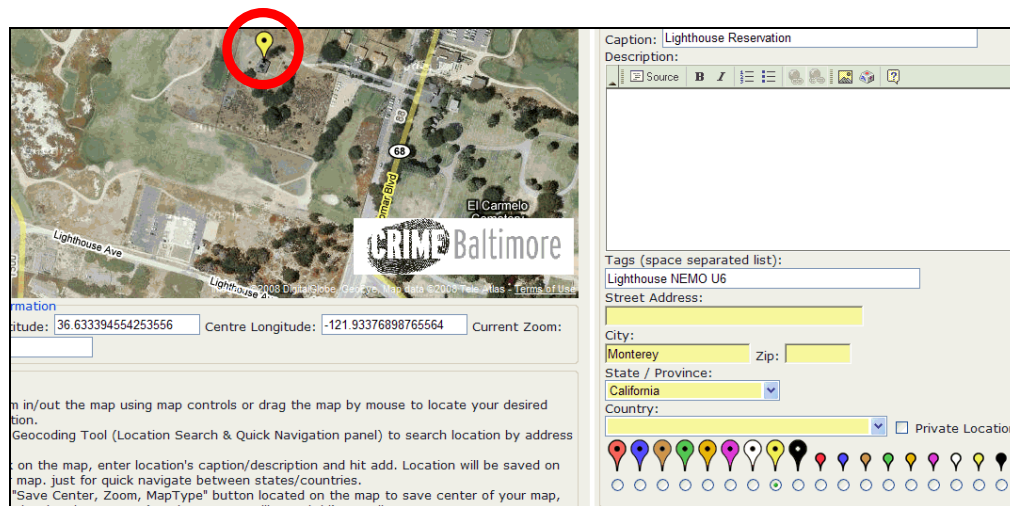 68
omar Blvd
El Carmelo
Cemetery
Lighthouse Ave
Lighthouse A
CRIME Baltimore
©2008 DigitalGlobe, GeoEye, Map data ©2008 Tele Atlas - Terms of Use
rmation
titude: 36.633394554253556 Centre Longitude: -121.93376898765564 Current Zoom:
m in/out the map using map controls or drag the map by mouse to locate your desired
tion.
Geocoding Tool (Location Search & Quick Navigation panel) to search location by address
on the map, enter location's caption/description and hit add. Location will be saved on
map. just for quick navigate between states/countries.
"Save Center, Zoom, MapType" button located on the map to save center of your map,
Caption: Lighthouse Reservation
Description:
Source B I
Tags (space separated list):
Lighthouse NEMO U6
Street Address:
City:
Monterey Zip:
State / Province:
California
Country:
Private Location